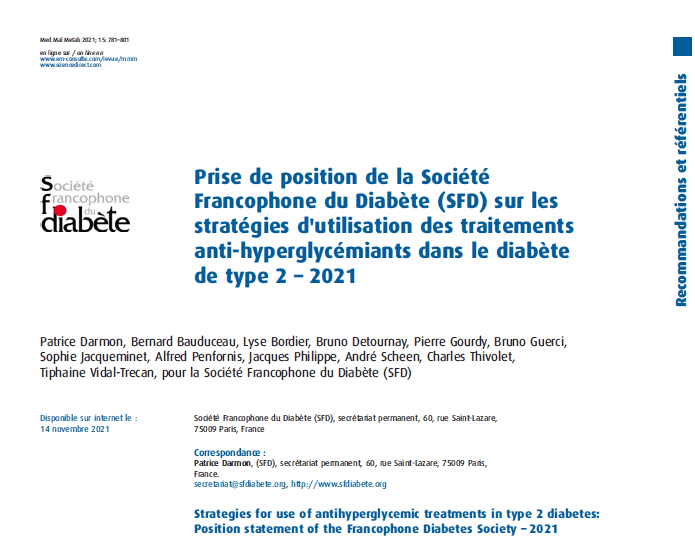 Med Mal Metab 2021; 15: 781–801
en ligne sur / on line on
www.em-consulte.com/revue/mmm
www.sciencedirect.com
Recommandations et référentiels
Société
francophone
du
diabète
Prise de position de la Société
Francophone du Diabète (SFD) sur les
stratégies d'utilisation des traitements
anti-hyperglycémiants dans le diabète
de type 2 – 2021
Patrice Darmon, Bernard Bauduceau, Lyse Bordier, Bruno Detournay, Pierre Gourdy, Bruno Guerci,
Sophie Jacqueminet, Alfred Penfornis, Jacques Philippe, André Scheen, Charles Thivolet,
Tiphaine Vidal-Trecan, pour la Société Francophone du Diabète (SFD)
Disponible sur internet le :
14 novembre 2021
Société Francophone du Diabète (SFD), secrétariat permanent, 60, rue Saint-Lazare,
75009 Paris, France
Correspondance :
Patrice Darmon, (SFD), secrétariat permanent, 60, rue Saint-Lazare, 75009 Paris,
France.
secretariat@sfdiabete.org, http://www.sfdiabete.org
Strategies for use of antihyperglycemic treatments in type 2 diabetes:
Position statement of the Francophone Diabetes Society – 2021